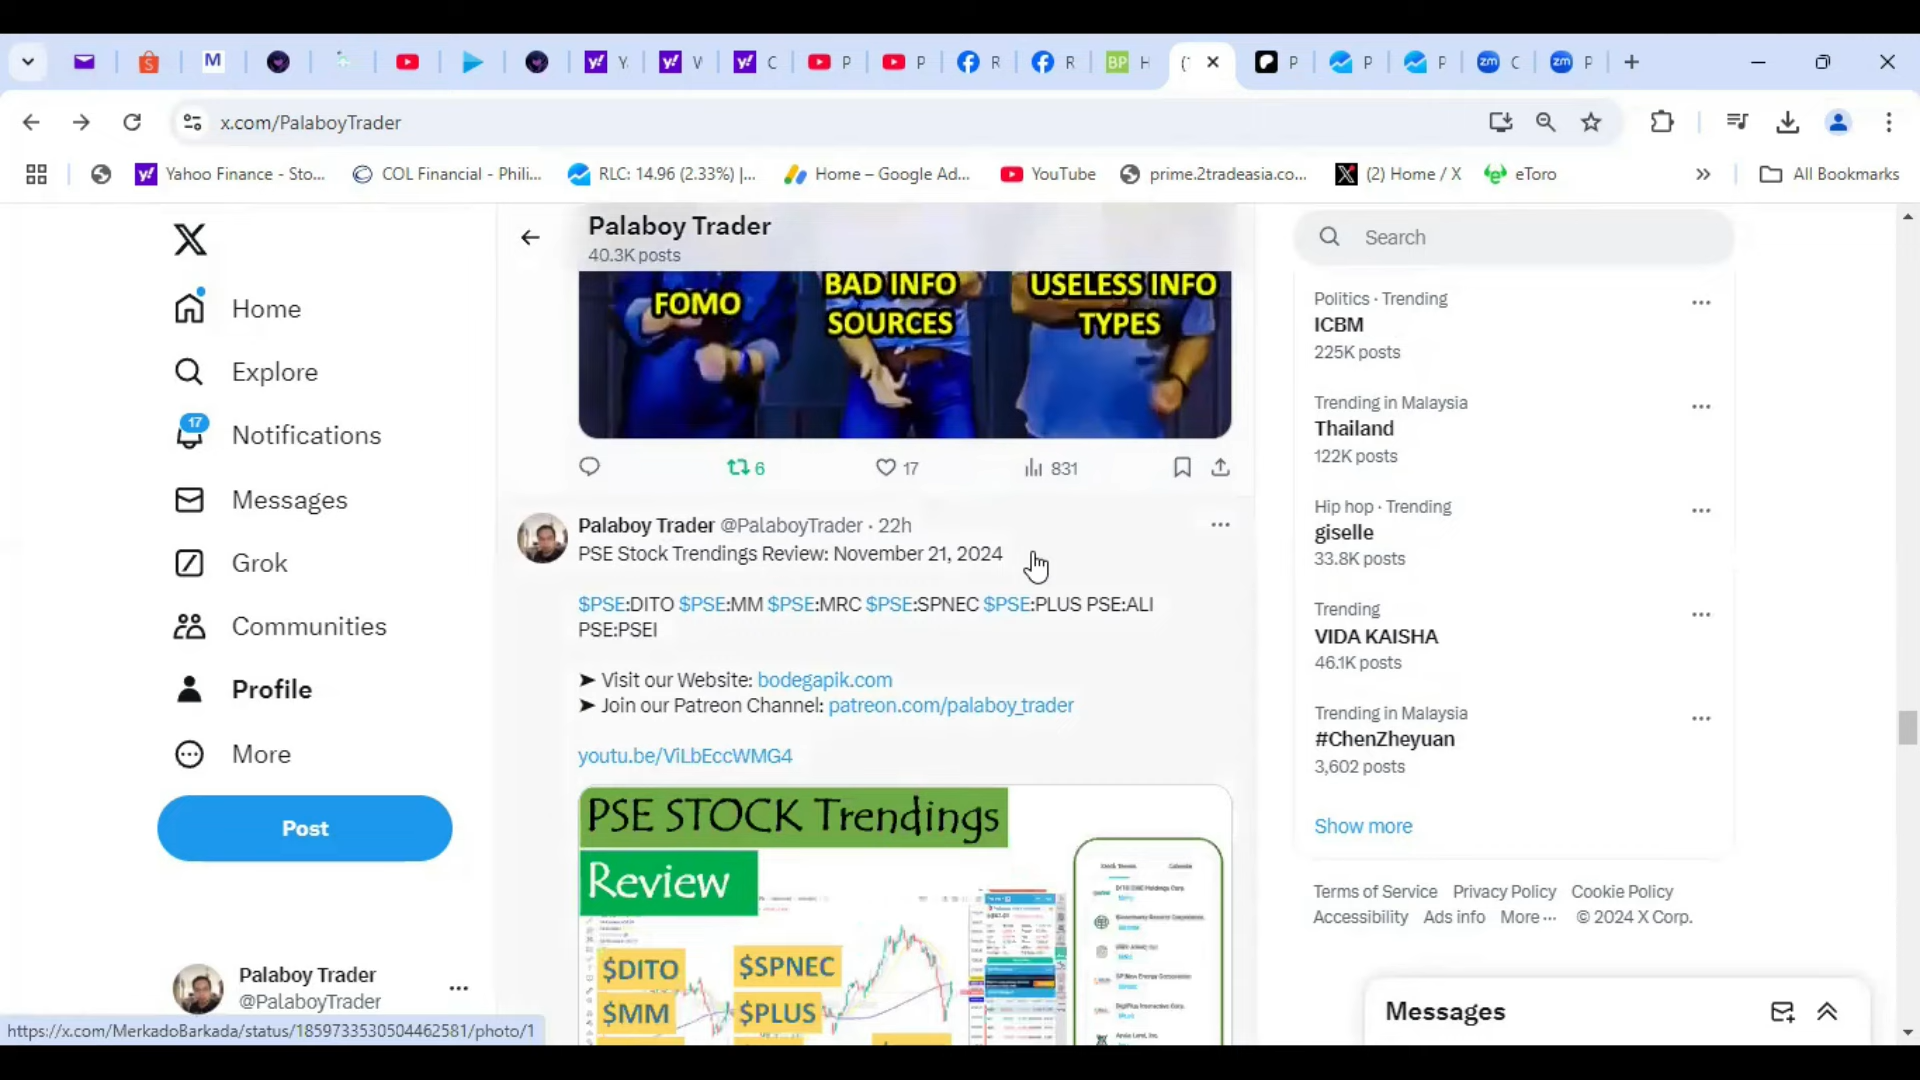 Y
V
C
P
P
R
R
H
P
P
P
C
P
x.com/PalaboyTrader
Yahoo Finance - Sto...
COL Financial - Phili...
RLC: 14.96 (2.33%) |...
Home – Google Ad...
YouTube
prime.2tradeasia.co...
(2) Home / X
eToro
All Bookmarks
Home
Explore
17
Notifications
Messages
Grok
Communities
Profile
More
Post
Palaboy Trader
@PalaboyTrader
https://x.com/MerkadoBarkada/status/1859733530504462581/photo/1
Palaboy Trader
40.3K posts
FOMO
BAD INFO
SOURCES
USELESS INFO
TYPES
6
17
831
Palaboy Trader @PalaboyTrader · 22h
PSE Stock Trendings Review: November 21, 2024
$PSE:DITO $PSE:MM $PSE:MRC $PSE:SPNEC $PSE:PLUS PSE:ALI
PSE:PSEI
➤ Visit our Website: bodegapik.com
➤ Join our Patreon Channel: patreon.com/palaboy_trader
youtu.be/ViLbEccWMG4
PSE STOCK Trendings
Review
$DITO
$SPNEC
$MM
$PLUS
Search
Politics · Trending
ICBM
225K posts
Trending in Malaysia
Thailand
122K posts
Hip hop · Trending
giselle
33.8K posts
Trending
VIDA KAISHA
46.1K posts
Trending in Malaysia
#ChenZheyuan
3,602 posts
Show more
Terms of Service Privacy Policy Cookie Policy
Accessibility Ads info More ··· © 2024 X Corp.
Messages